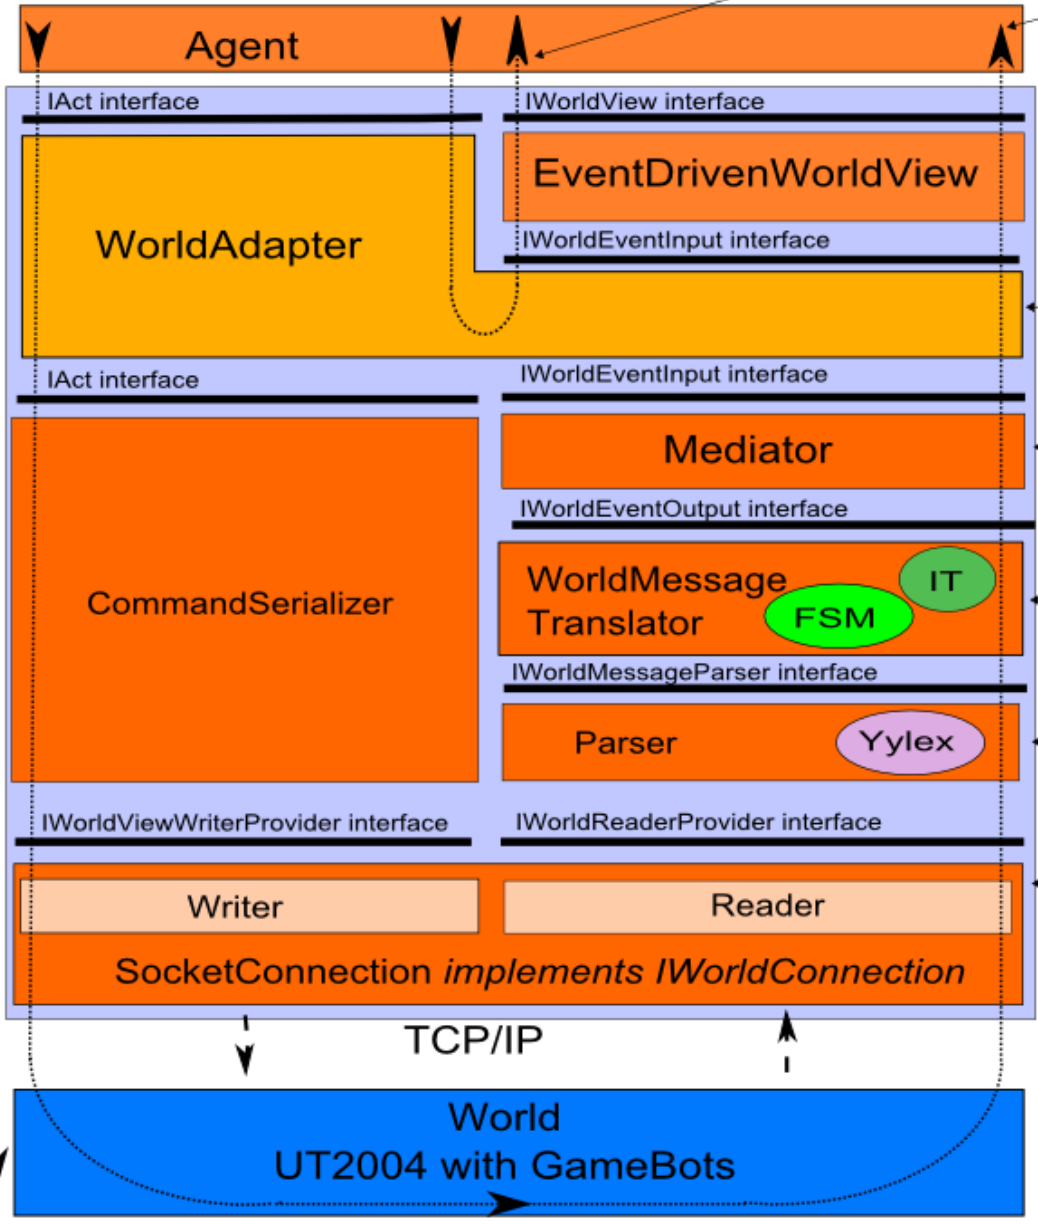 Agent
IAct interface
IWorldView interface
EventDrivenWorldView
WorldAdapter
IWorldEventInput interface
IAct interface
IWorldEventInput interface
Mediator
IWorldEventOutput interface
CommandSerializer
WorldMessage
Translator
FSM
IT
IWorldMessageParser interface
Parser
Yylex
IWorldViewWriterProvider interface
IWorldReaderProvider interface
Writer
Reader
SocketConnection implements IWorldConnection
TCP/IP
World
UT2004 with GameBots